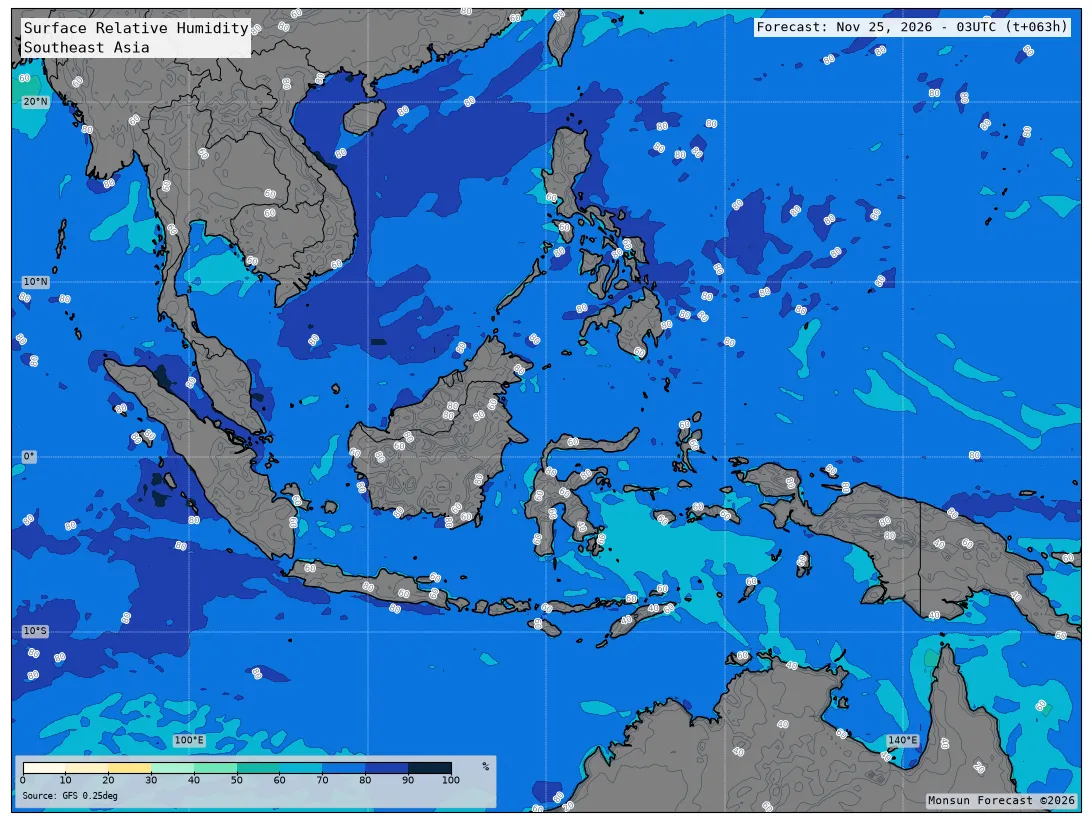 Surface Relative Humidity
Southeast Asia
Forecast: Nov 25, 2026 - 03UTC (t+063h)
20°N
10°N
0°
10°S
100°E
140°E
0 10 20 30 40 50 60 70 80 90 100
%
Source: GFS 0.25deg
Monsun Forecast ©2026